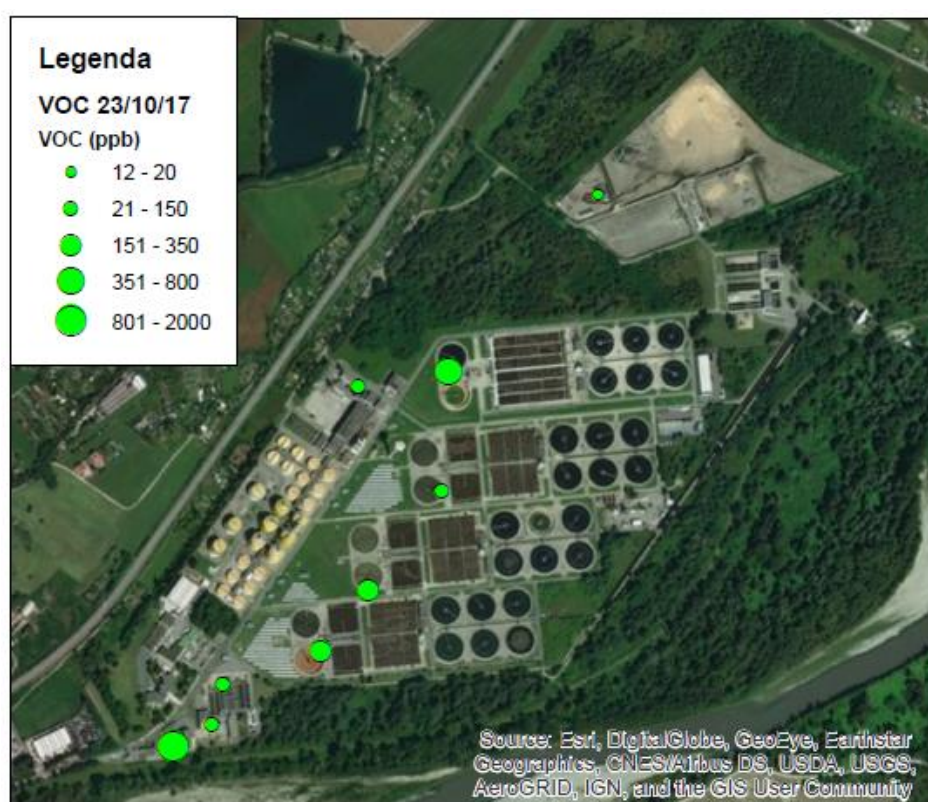 Legenda
VOC 23/10/17
VOC (ppb)
12 - 20
21 - 150
151 - 350
351 - 800
801 - 2000
Source: Esri, DigitalGlobe, GeoEye, Earthstar
Geographics, CNES/Airbus DS, USDA, USGS,
AeroGRID, IGN, and the GIS User Community